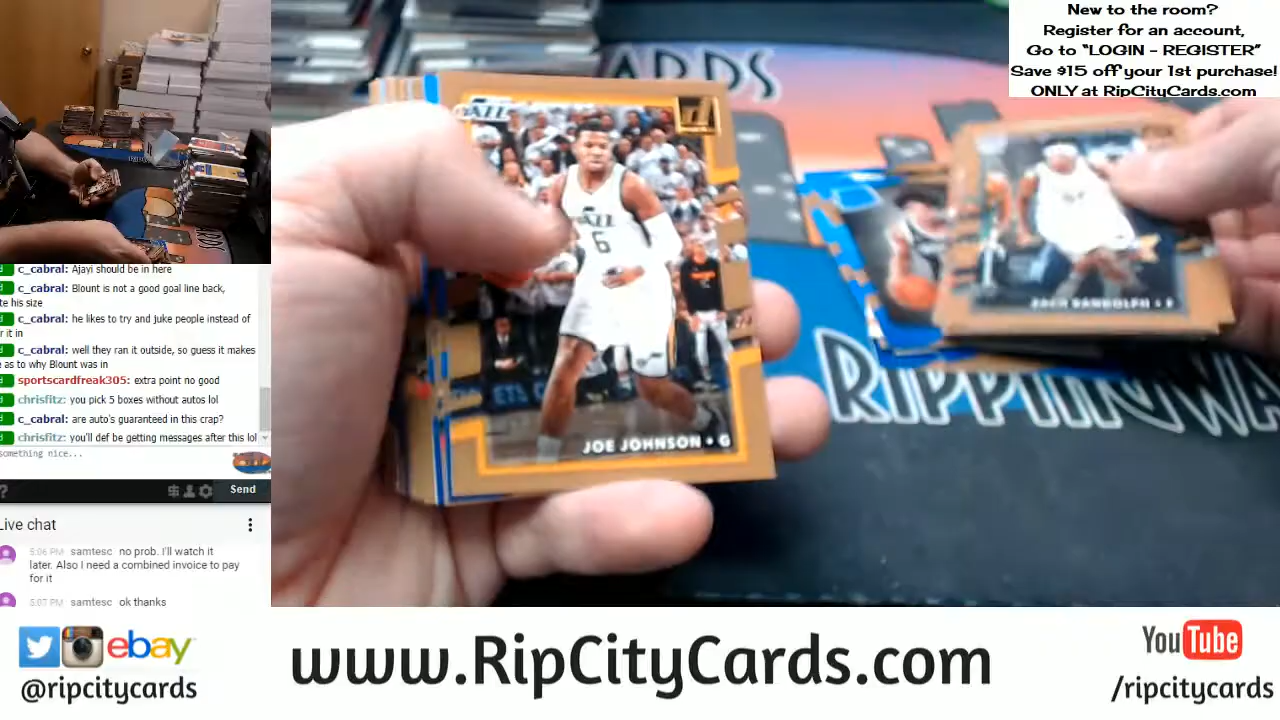 New to the room?
Register for an account,
Go to “LOGIN - REGISTER”
Save $15 off your 1st purchase!
ONLY at RipCityCards.com
ARDS
6
JOE JOHNSON • G
ZACH RANDOLPH • F
RIPPING WA
c_cabral: Ajayi should be in here
c_cabral: Blount is not a good goal line back,
te his size
c_cabral: he likes to try and juke people instead of
r it in
c_cabral: well they ran it outside, so guess it makes
e as to why Blount was in
sportscardfreak305: extra point no good
chrisfitz: you pick 5 boxes without autos lol
c_cabral: are auto's guaranteed in this crap?
chrisfitz: you'll def be getting messages after this lol
something nice...
?
Send
Live chat
5:06 PM samtesc no prob. I'll watch it
later. Also I need a combined invoice to pay
for it
5:07 PM samtesc ok thanks
ebay
@ripcitycards
www.RipCityCards.com
YouTube
/ripcitycards